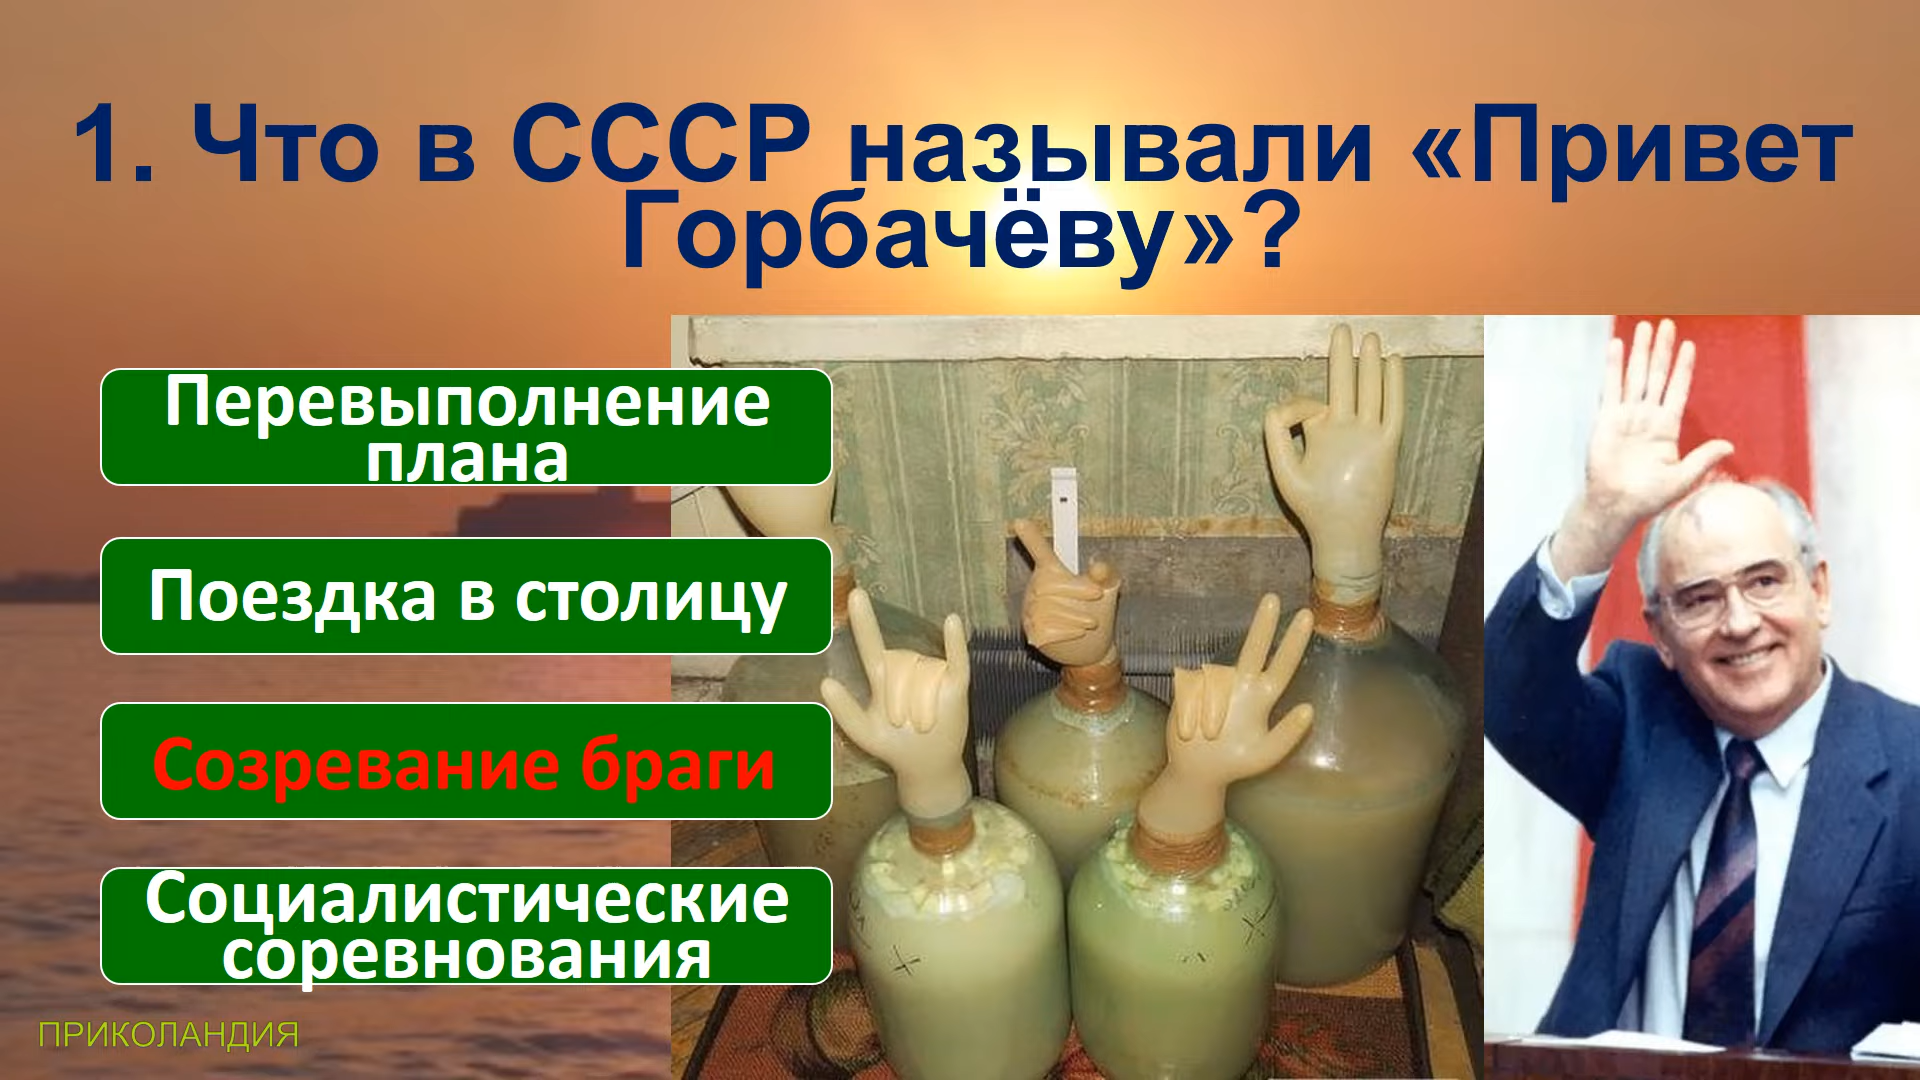 1. Что в СССР называли «Привет
Горбачёву»?
Перевыполнение
плана
Поездка в столицу
Созревание браги
Социалистические
соревнования
ПРИКОЛАНДИЯ